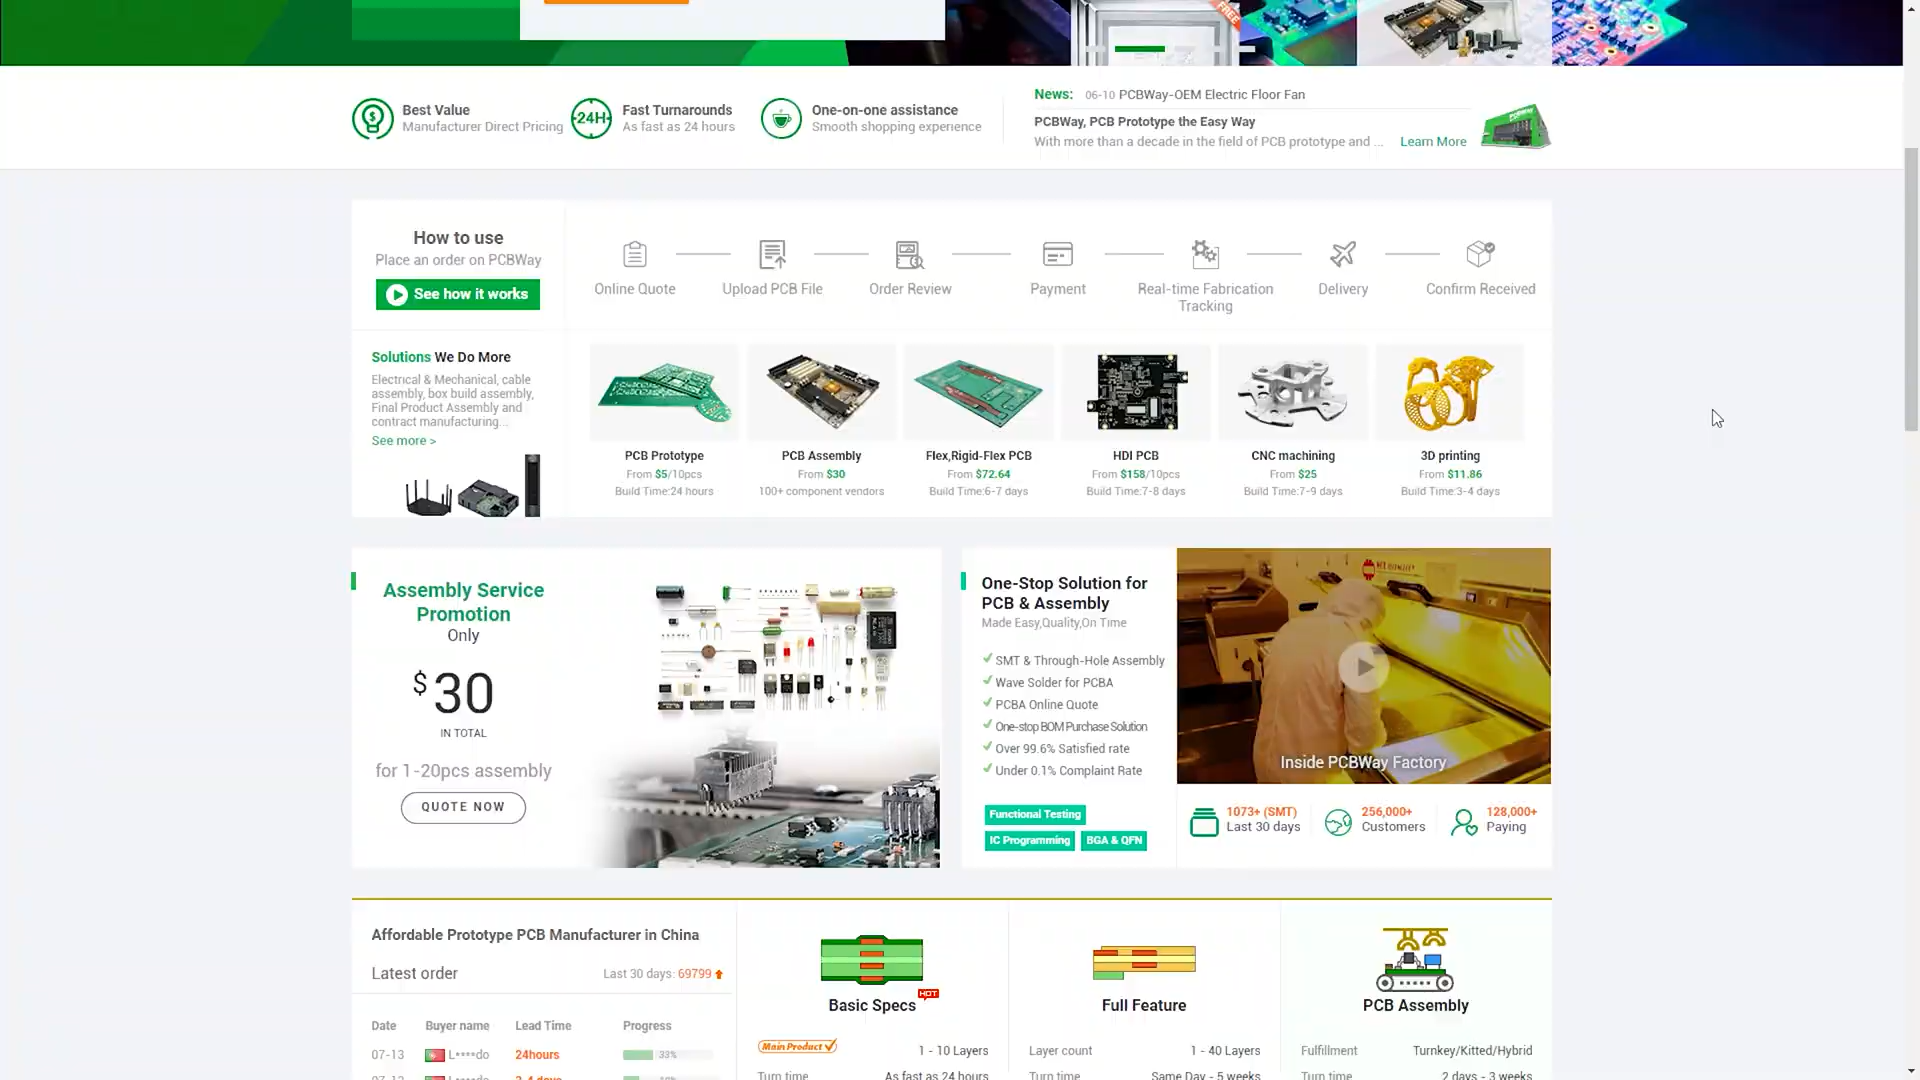 FREE
Best Value
Manufacturer Direct Pricing
24H
Fast Turnarounds
As fast as 24 hours
One-on-one assistance
Smooth shopping experience
News: 06-10 PCBWay-OEM Electric Floor Fan
PCBWay, PCB Prototype the Easy Way
With more than a decade in the field of PCB prototype and ... Learn More
How to use
Place an order on PCBWay
See how it works
Online Quote
Upload PCB File
Order Review
Payment
Real-time Fabrication
Tracking
Delivery
Confirm Received
Solutions We Do More
Electrical & Mechanical, cable
assembly, box build assembly,
Final Product Assembly and
contract manufacturing...
See more >
PCB Prototype
From $5/10pcs
Build Time:24 hours
PCB Assembly
From $30
100+ component vendors
Flex,Rigid-Flex PCB
From $72.64
Build Time:6-7 days
HDI PCB
From $158/10pcs
Build Time:7-8 days
CNC machining
From $25
Build Time:7-9 days
3D printing
From $11.86
Build Time:3-4 days
Assembly Service
Promotion
Only
$30
IN TOTAL
for 1-20pcs assembly
QUOTE NOW
One-Stop Solution for
PCB & Assembly
Made Easy,Quality,On Time
SMT & Through-Hole Assembly
Wave Solder for PCBA
PCBA Online Quote
One-stop BOM Purchase Solution
Over 99.6% Satisfied rate
Under 0.1% Complaint Rate
Functional Testing
IC Programming BGA & QFN
Inside PCBWay Factory
1073+ (SMT)
Last 30 days
256,000+
Customers
128,000+
Paying
Affordable Prototype PCB Manufacturer in China
Latest order Last 30 days: 69799
Date Buyer name Lead Time Progress
07-13 L****do 24hours 33%
HOT
Basic Specs
Main Product 1 - 10 Layers
Turn time As fast as 24 hours
Full Feature
Layer count 1 - 40 Layers
Turn time Same Day - 5 weeks
PCB Assembly
Fulfillment Turnkey/Kitted/Hybrid
Turn time 2 days - 3 weeks